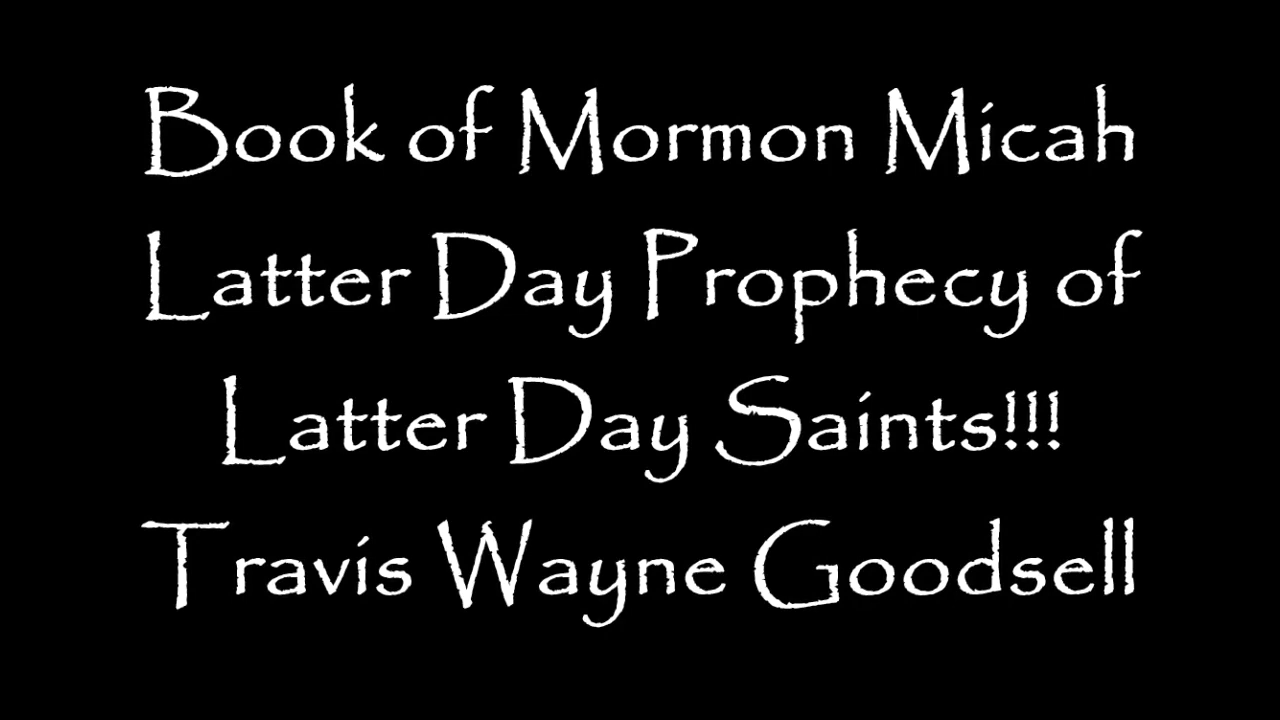 Book of Mormon Micah
Latter Day Prophecy of
Latter Day Saints!!!
Travis Wayne Goodsell